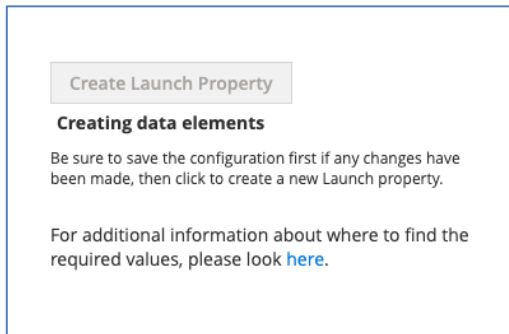 Create Launch Property
Creating data elements
Be sure to save the configuration first if any changes have
been made, then click to create a new Launch property.
For additional information about where to find the
required values, please look here.